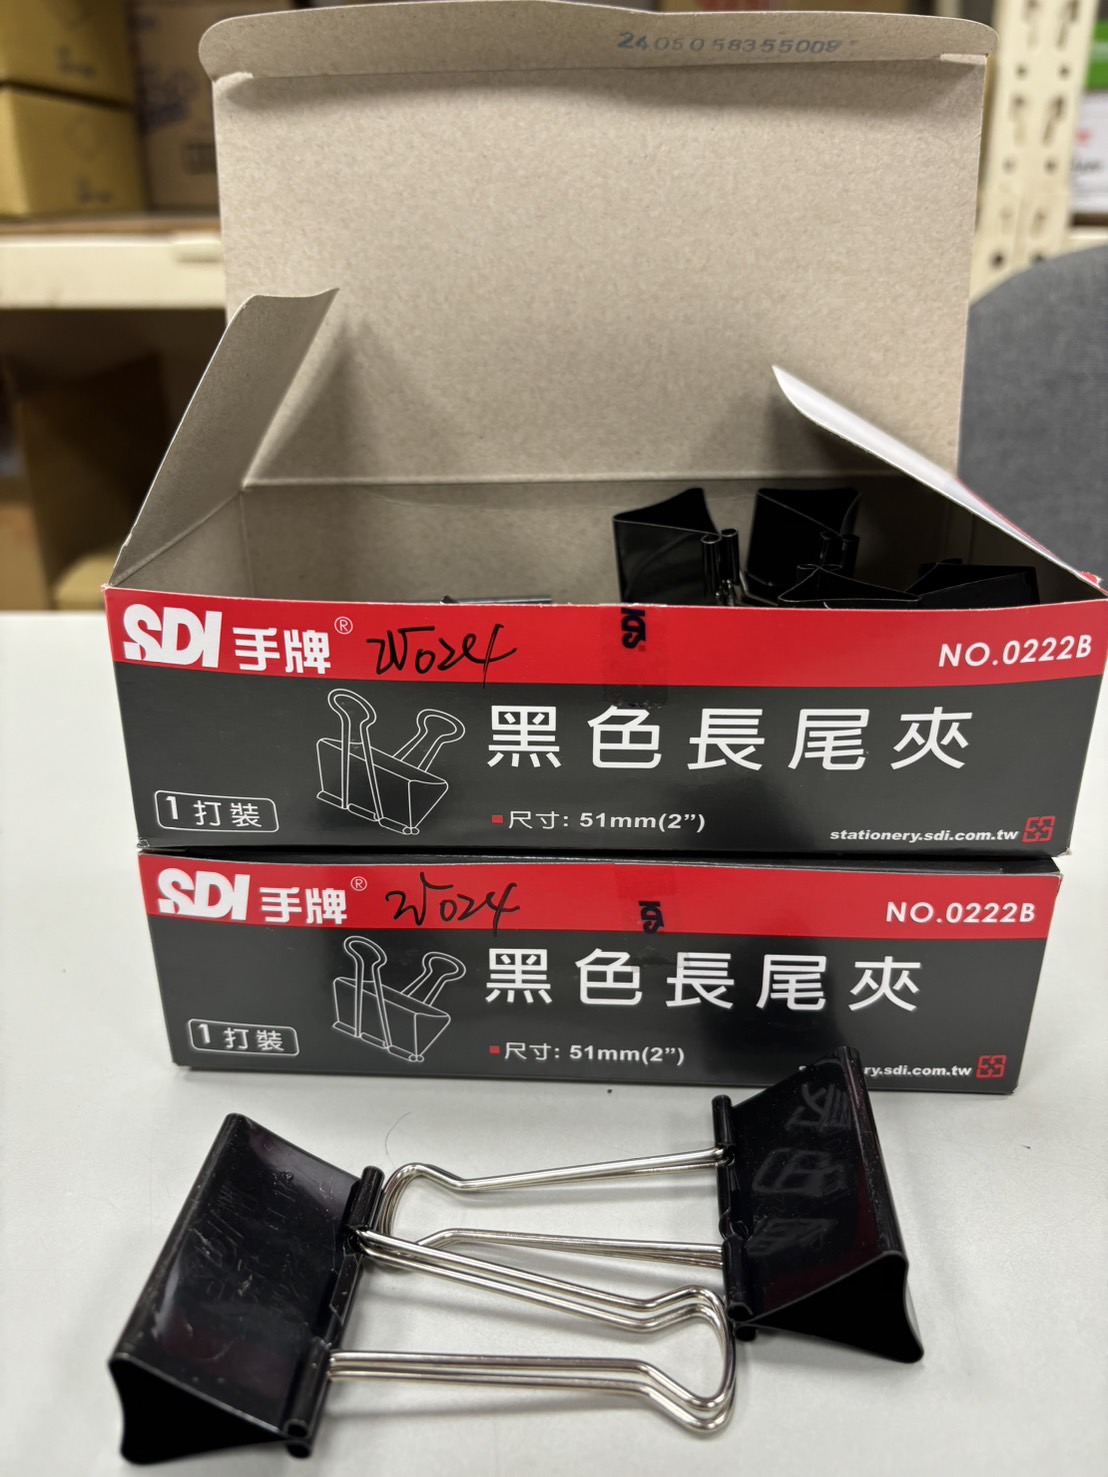 2405058355009
SDI 手牌® W024 NO.0222B
黑色長尾夾
1打裝
尺寸: 51mm(2”)
stationery.sdi.com.tw
SDI 手牌® W024 NO.0222B
黑色長尾夾
1打裝
尺寸: 51mm(2”)
ry.sdi.com.tw